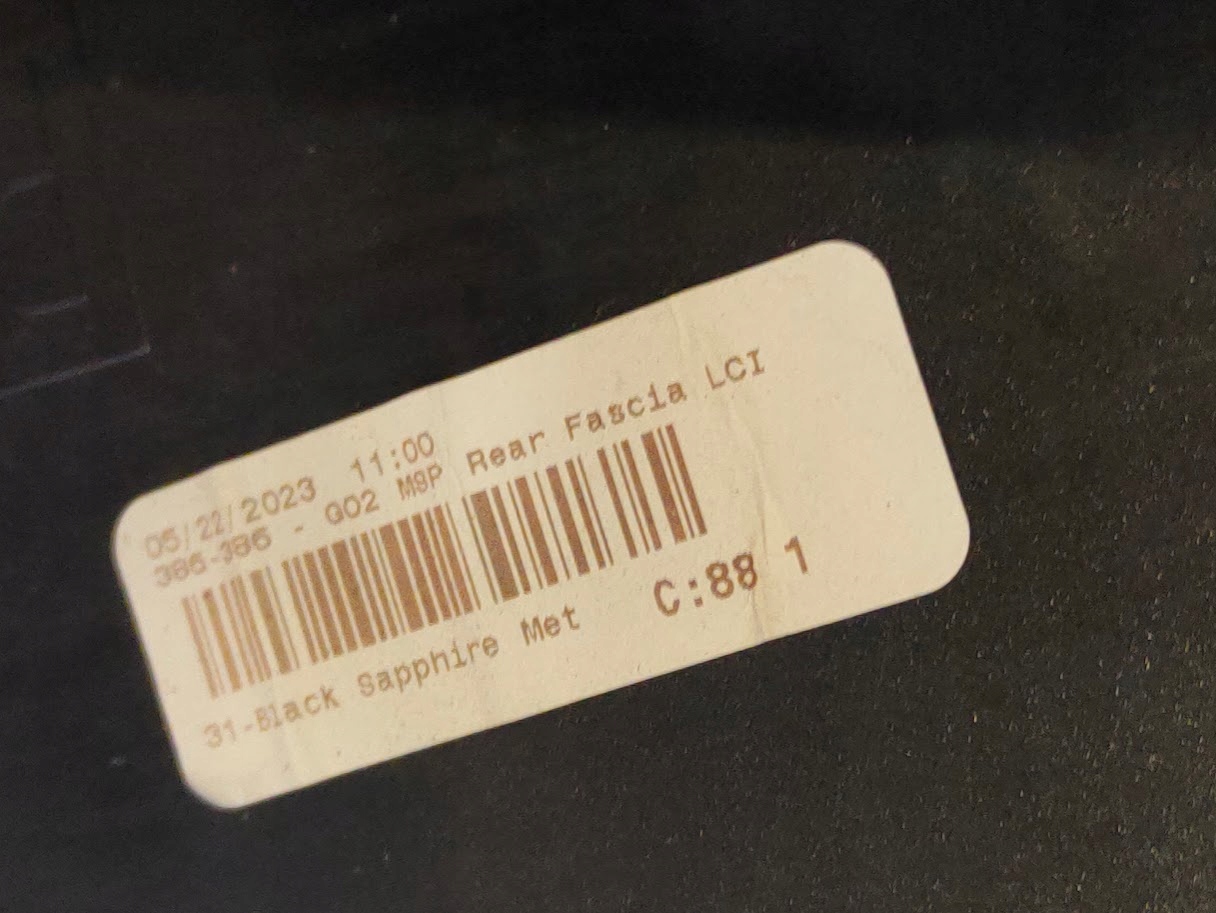 05/22/2023 11:00
386-386 - G02 MSP Rear Fascia LCI
31-Black Sapphire Met C:88 1